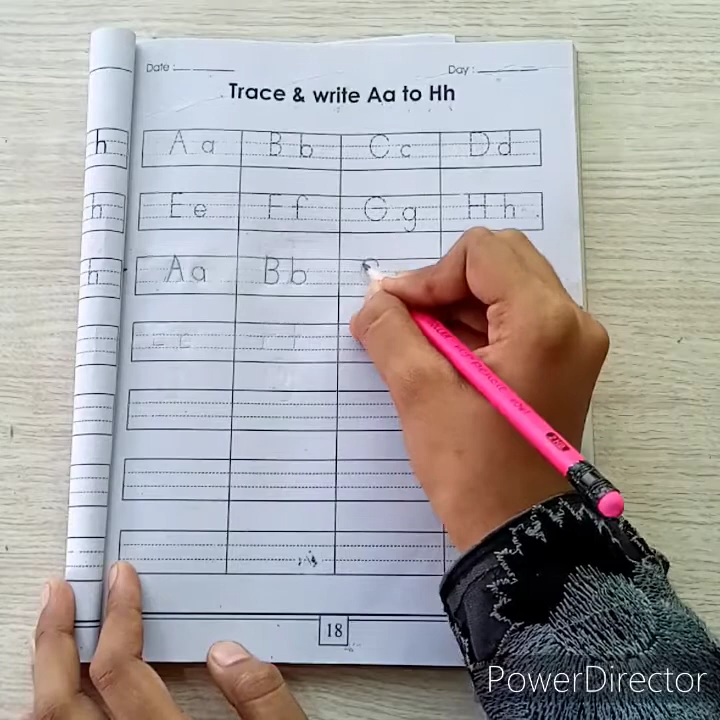 Date : Day :
Trace & write Aa to Hh
h Aa Bb Cc Dd
h Ee Ff Gg Hh
h Aa Bb C
18
PowerDirector